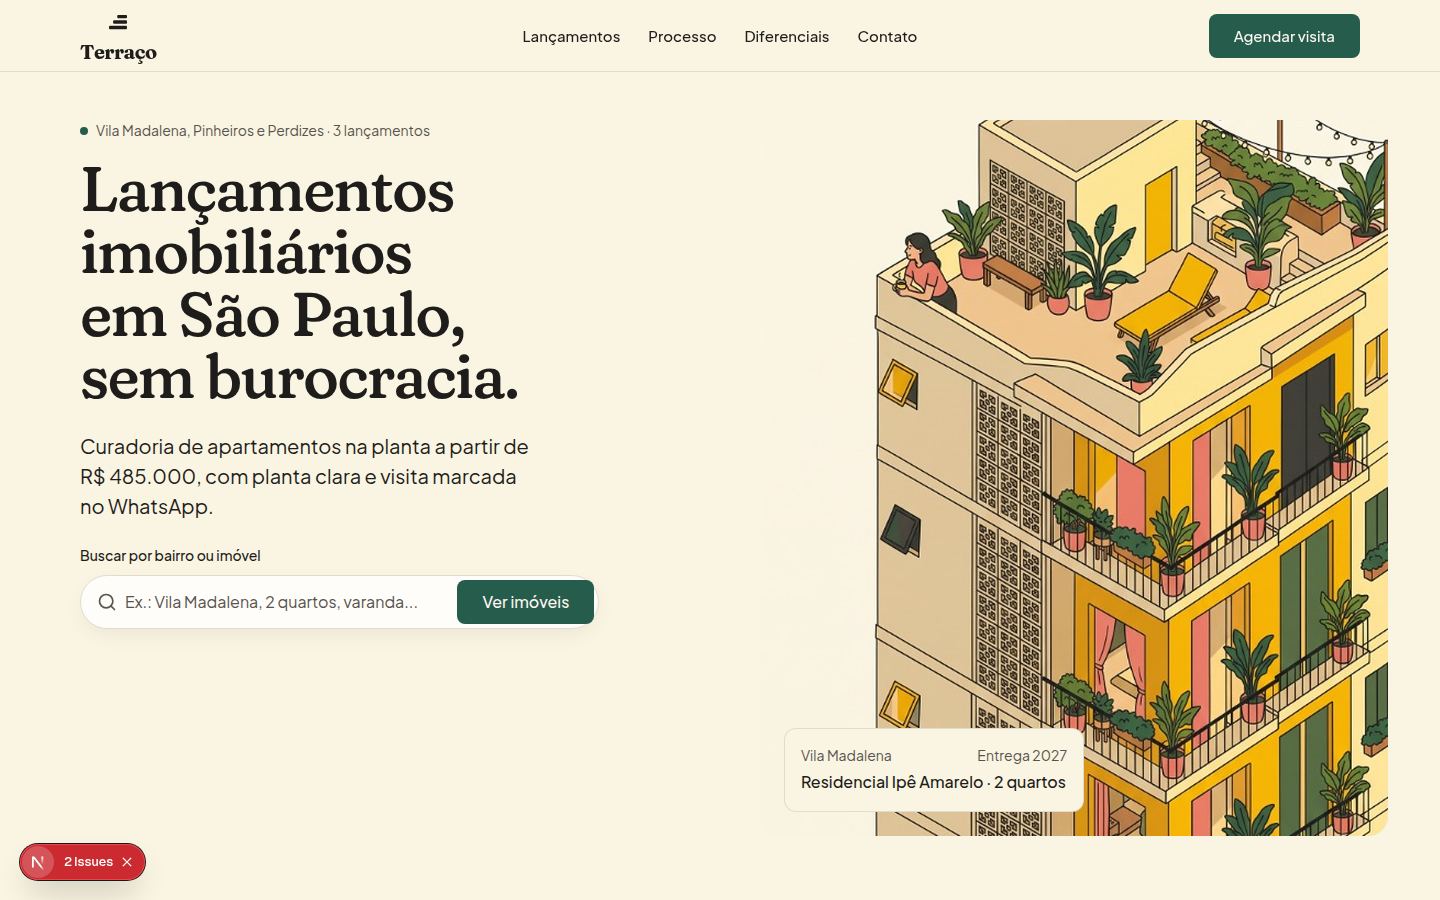 Terraço
Lançamentos
Processo
Diferenciais
Contato
Agendar visita
Vila Madalena, Pinheiros e Perdizes · 3 lançamentos
Lançamentos
imobiliários
em São Paulo,
sem burocracia.
Curadoria de apartamentos na planta a partir de
R$ 485.000, com planta clara e visita marcada
no WhatsApp.
Buscar por bairro ou imóvel
Ex.: Vila Madalena, 2 quartos, varanda...
Ver imóveis
Vila Madalena
Entrega 2027
Residencial Ipê Amarelo · 2 quartos
N
2 Issues